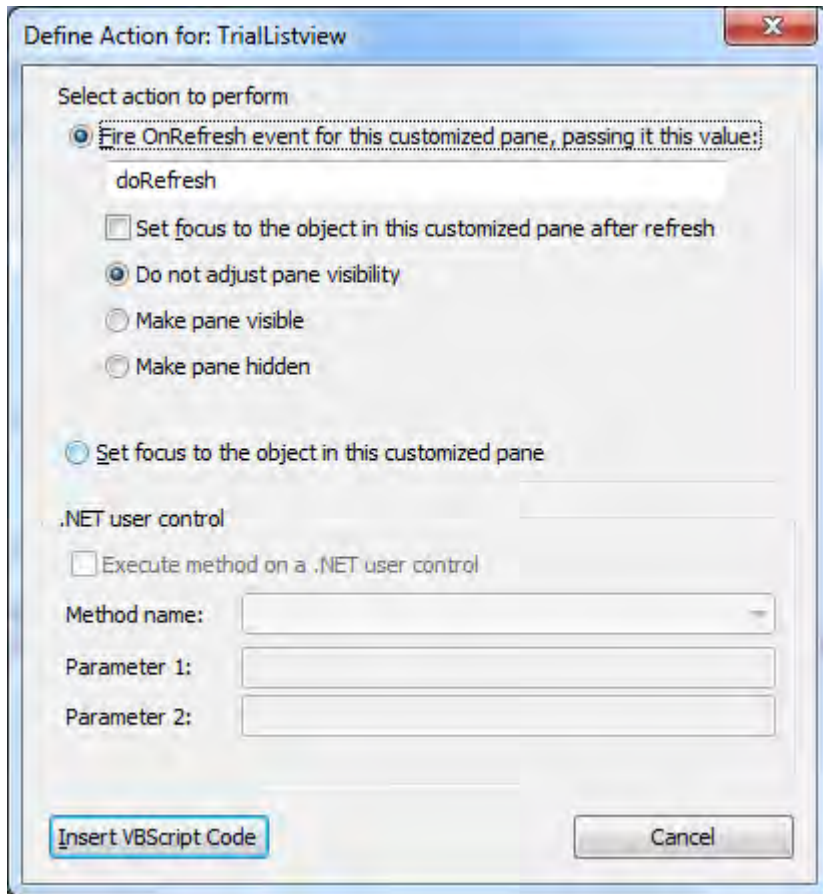 Define Action for: TrialListview
Select action to perform
Fire OnRefresh event for this customized pane, passing it this value:
doRefresh
Set focus to the object in this customized pane after refresh
Do not adjust pane visibility
Make pane visible
Make pane hidden
Set focus to the object in this customized pane
.NET user control
Execute method on a .NET user control
Method name:
Parameter 1:
Parameter 2:
Insert VBScript Code
Cancel